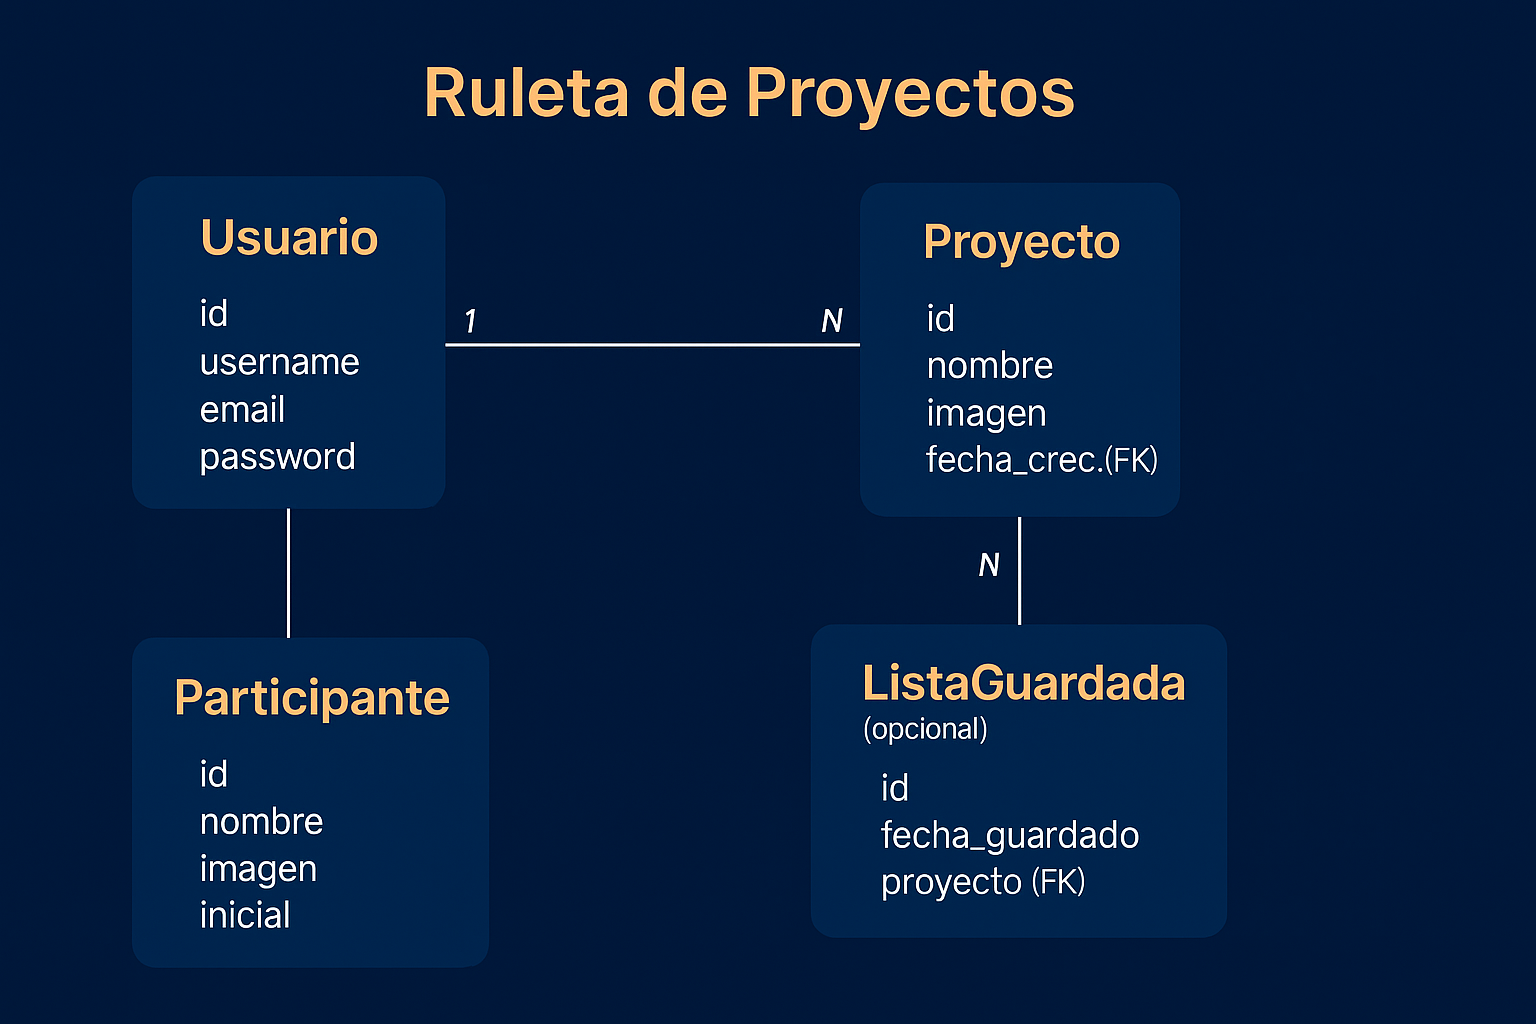 Ruleta de Proyectos
Usuario
id
username
email
password
1
N
Proyecto
id
nombre
imagen
fecha_crec.(FK)
N
Participante
id
nombre
imagen
inicial
ListaGuardada
(opcional)
id
fecha_guardado
proyecto (FK)